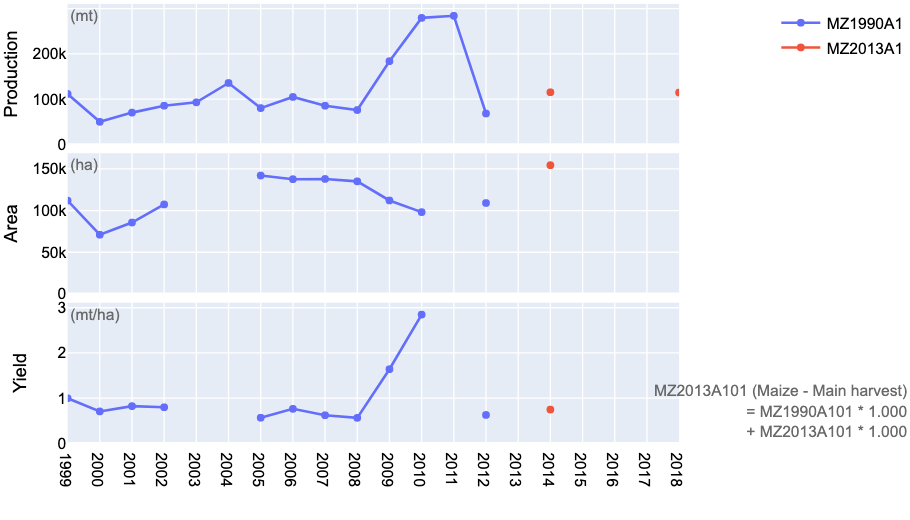 (mt)
Production
200k
100k
0
MZ1990A1
MZ2013A1
(ha)
Area
150k
100k
50k
0
(mt/ha)
Yield
3
2
1
0
1999 2000 2001 2002 2003 2004 2005 2006 2007 2008 2009 2010 2011 2012 2013 2014 2015 2016 2017 2018
MZ2013A101 (Maize - Main harvest)
= MZ1990A101 * 1.000
+ MZ2013A101 * 1.000